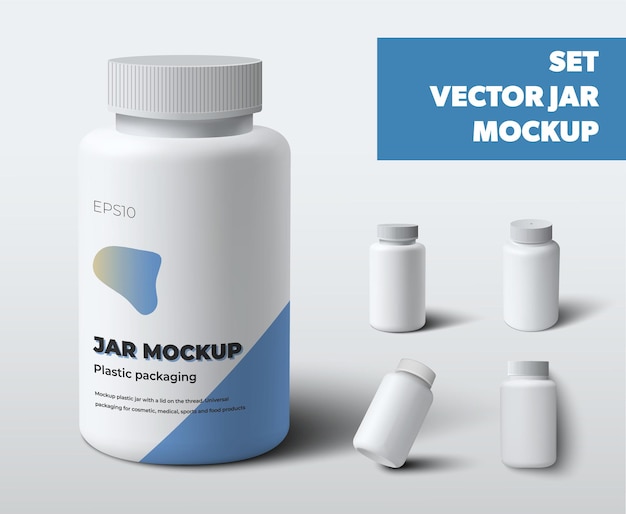 SET
VECTOR JAR
MOCKUP
EPS10
JAR MOCKUP
Plastic packaging
Mockup plastic jar with a lid on the thread. Universal
packaging for cosmetic, medical, sports and food products